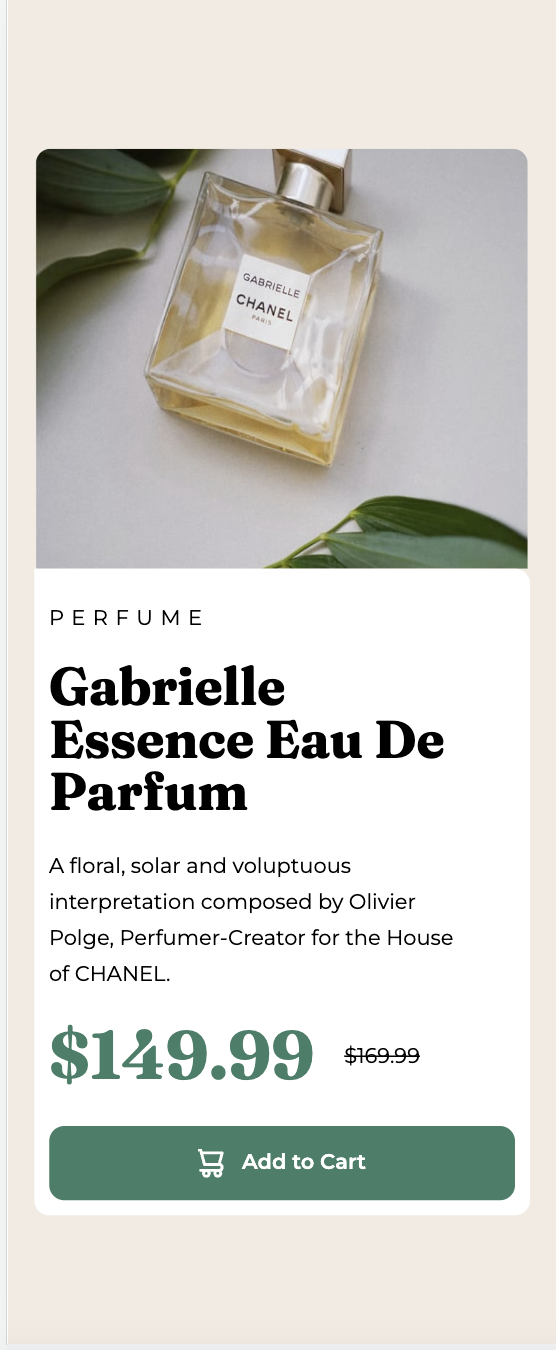 GABRIELLE
CHANEL
PARIS
PERFUME
Gabrielle
Essence Eau De
Parfum
A floral, solar and voluptuous
interpretation composed by Olivier
Polge, Perfumer-Creator for the House
of CHANEL.
$149.99 $169.99
Add to Cart